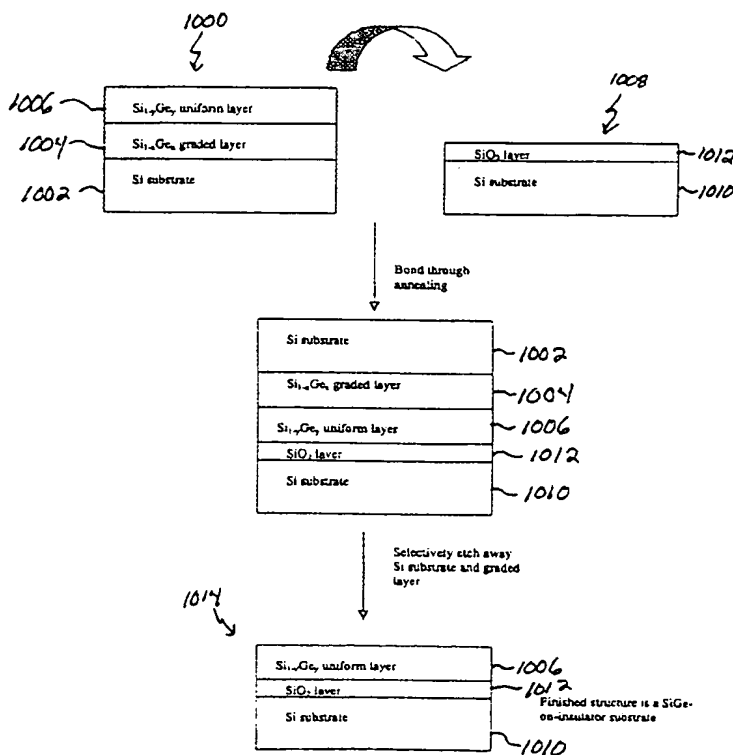 1000
1006
Si₁₋yGey uniform layer
1004
Si₁₋ₓGeₓ graded layer
1002
Si substrate
1008
SiO₂ layer
1012
Si substrate
1010
Bond through
annealing
Si substrate
1002
Si₁₋ₓGeₓ graded layer
1004
Si₁₋yGey uniform layer
1006
SiO₂ layer
1012
Si substrate
1010
Selectively etch away
Si substrate and graded
layer
1014
Si₁₋yGey uniform layer
1006
SiO₂ layer
1012
Si substrate
1010
Finished structure is a SiGe-
on-insulator substrate